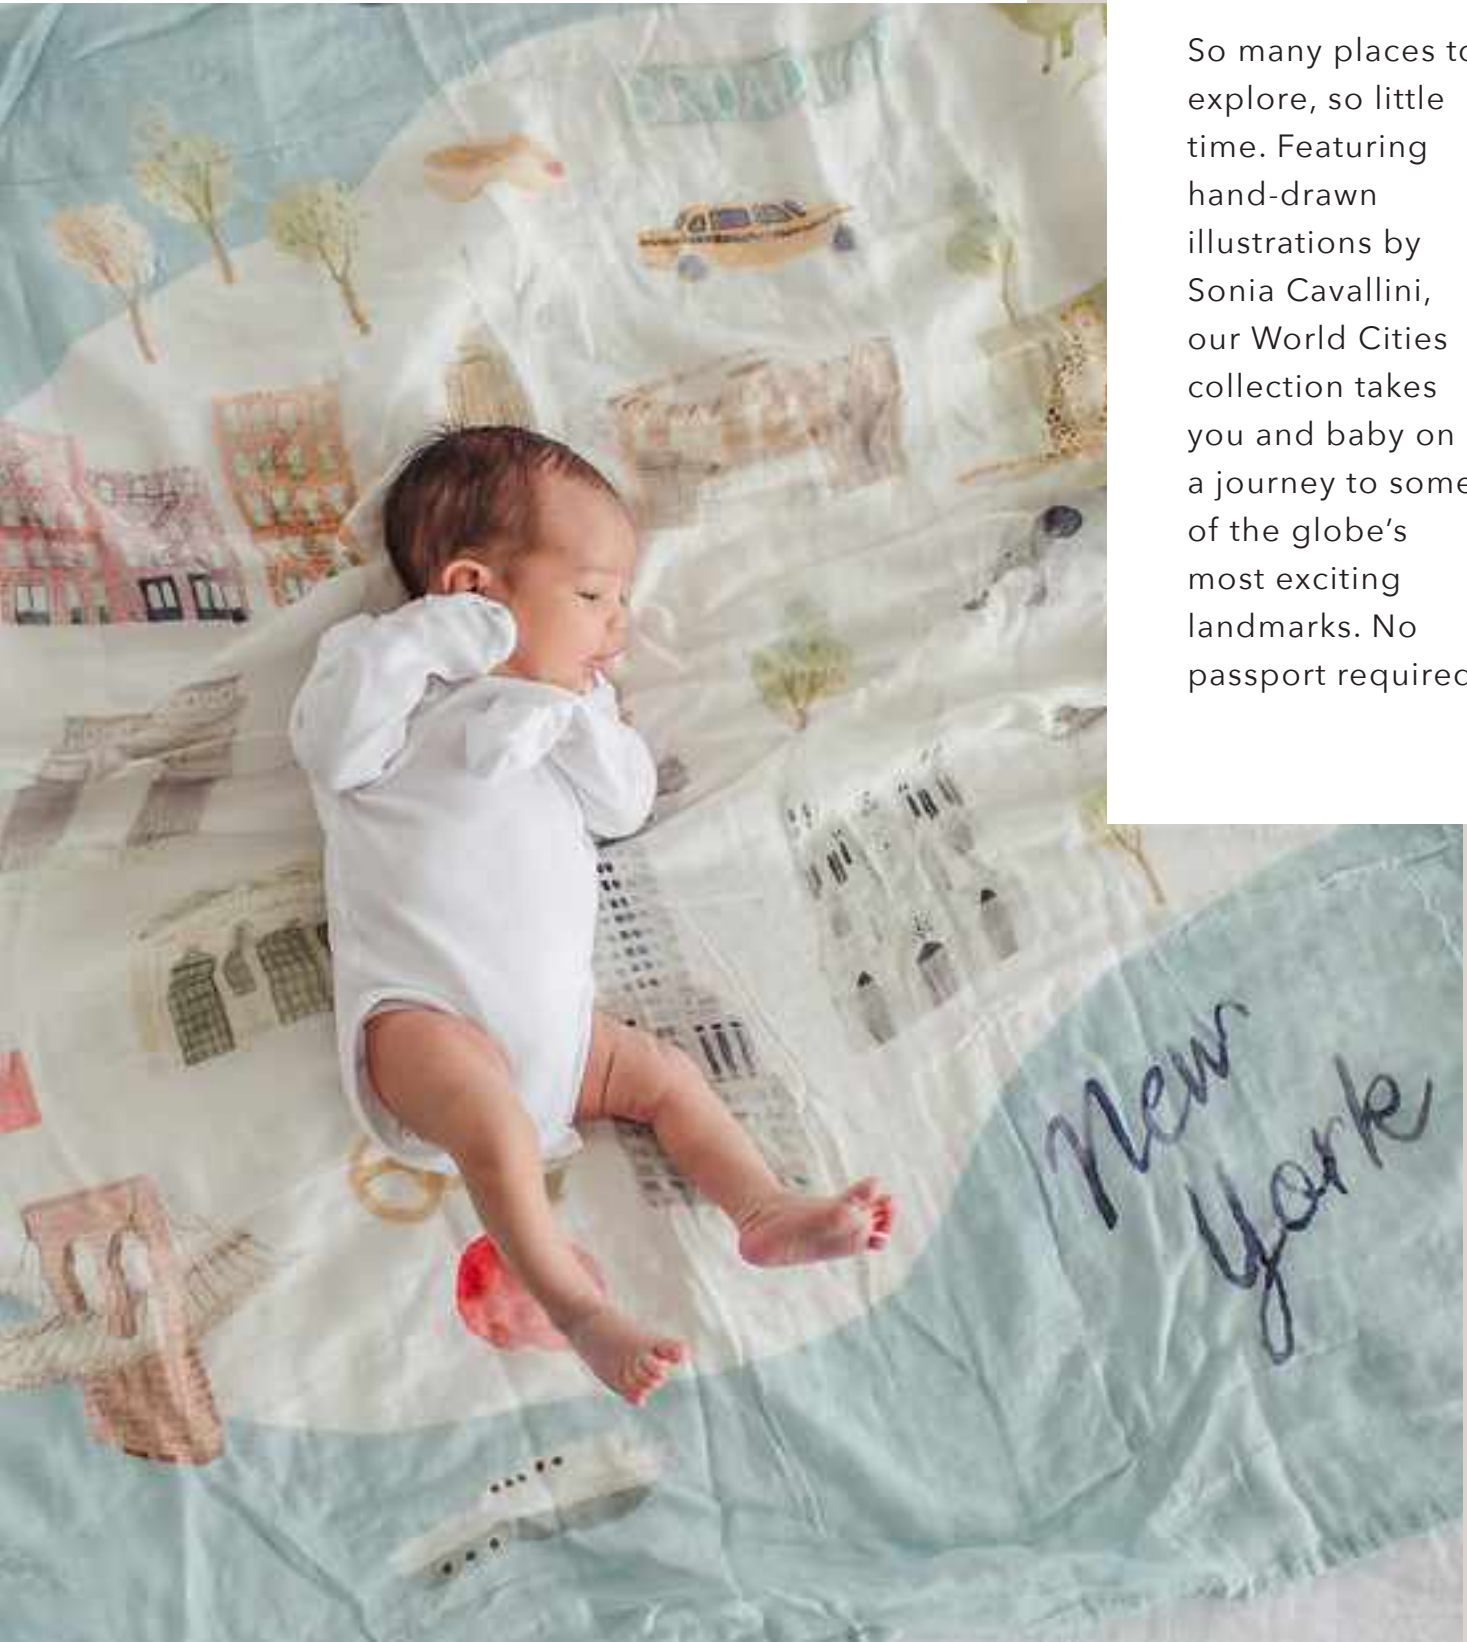 So many places to
explore, so little
time. Featuring
hand-drawn
illustrations by
Sonia Cavallini,
our World Cities
collection takes
you and baby on
a journey to some
of the globe's
most exciting
landmarks. No
passport required
New
York